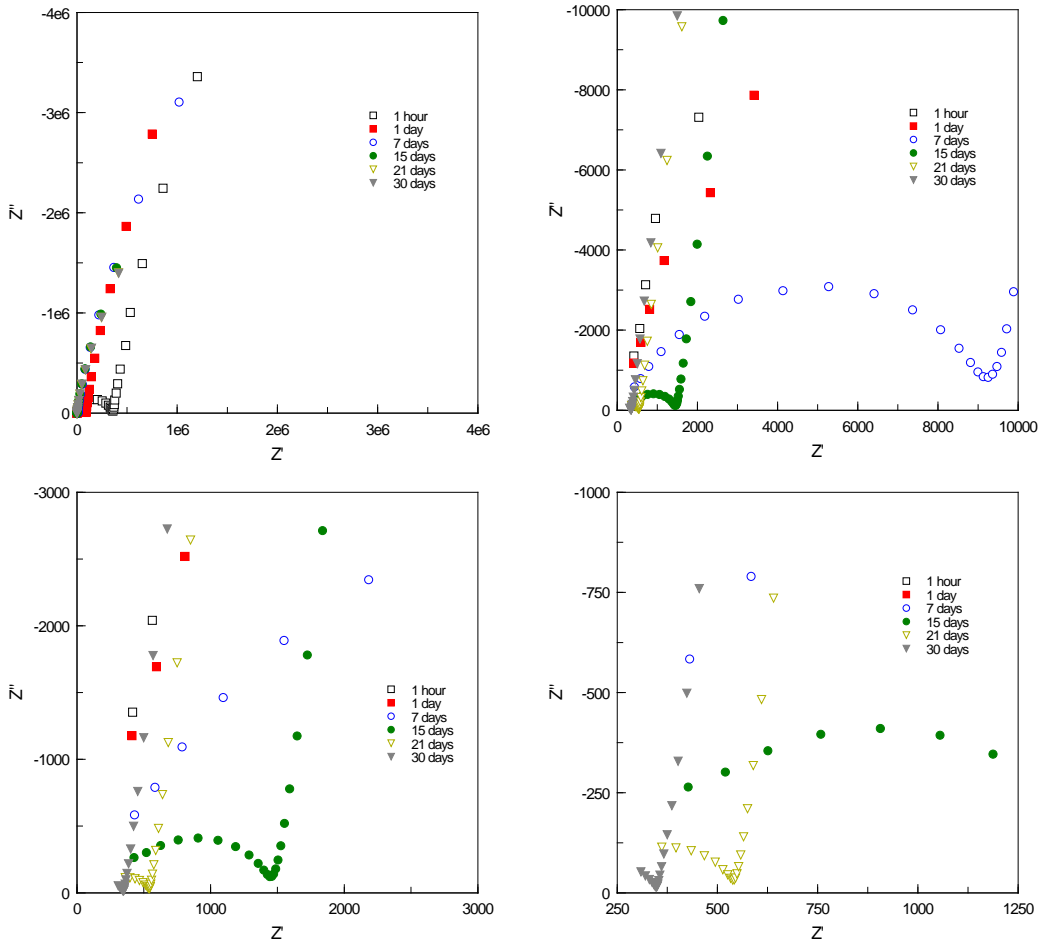 -4e6
-3e6
-2e6
-1e6
0
0
1e6
2e6
3e6
4e6
Z'
Z''
1 hour
1 day
7 days
15 days
21 days
30 days
-10000
-8000
-6000
-4000
-2000
0
0
2000
4000
6000
8000
10000
Z'
Z''
1 hour
1 day
7 days
15 days
21 days
30 days
-3000
-2000
-1000
0
0
1000
2000
3000
Z'
Z''
1 hour
1 day
7 days
15 days
21 days
30 days
-1000
-750
-500
-250
0
250
500
750
1000
1250
Z'
Z''
1 hour
1 day
7 days
15 days
21 days
30 days